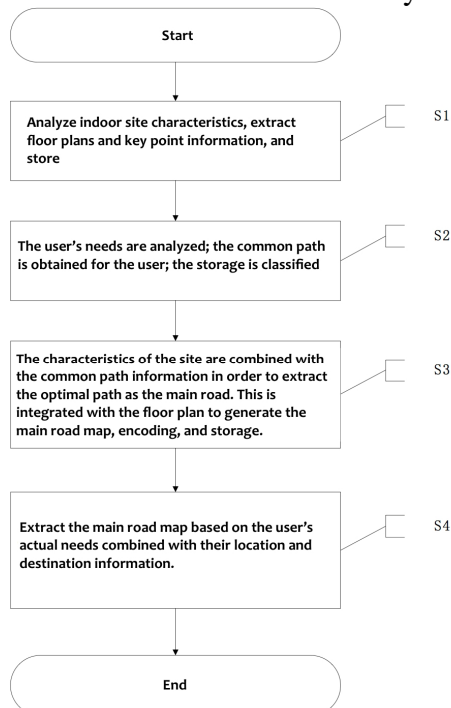 Start
Analyze indoor site characteristics, extract
floor plans and key point information, and
store
S1
The user's needs are analyzed; the common path
is obtained for the user; the storage is classified
S2
The characteristics of the site are combined with
the common path information in order to extract
the optimal path as the main road. This is
integrated with the floor plan to generate the
main road map, encoding, and storage.
S3
Extract the main road map based on the user's
actual needs combined with their location and
destination information.
S4
End